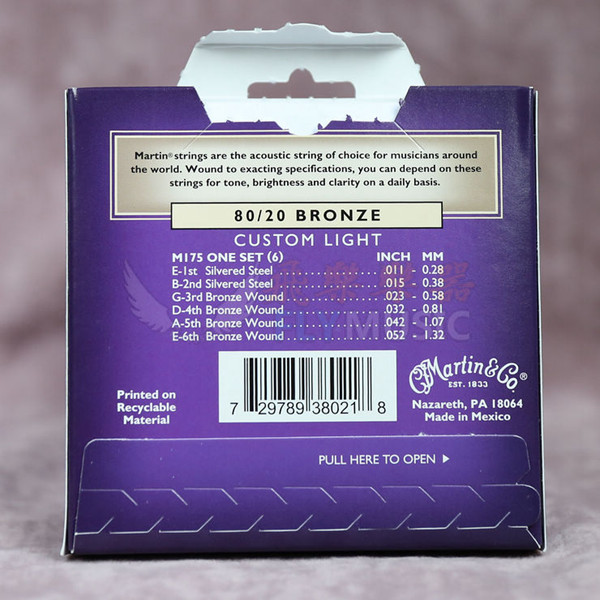 Martin® strings are the acoustic string of choice for musicians around
the world. Wound to exacting specifications, you can depend on these
strings for tone, brightness and clarity on a daily basis.
80/20 BRONZE
CUSTOM LIGHT
M175 ONE SET (6) INCH MM
E-1st Silvered Steel .011 - 0.28
B-2nd Silvered Steel .015 - 0.38
G-3rd Bronze Wound .023 - 0.58
D-4th Bronze Wound .032 - 0.81
A-5th Bronze Wound .042 - 1.07
E-6th Bronze Wound .052 - 1.32
FLYMUSIC
7 29789 38021 8
Printed on
Recyclable
Material
CF Martin & Co.
EST. 1833
Nazareth, PA 18064
Made in Mexico
PULL HERE TO OPEN